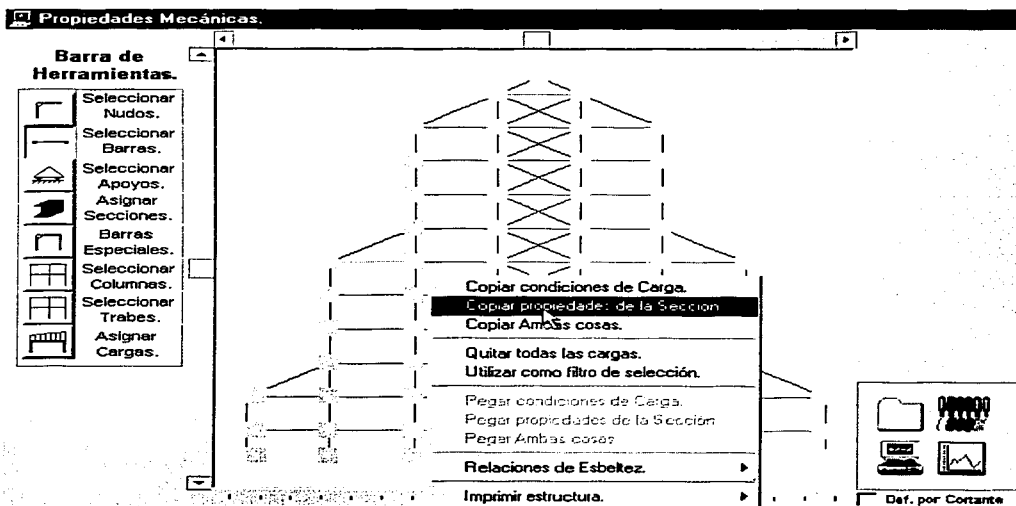 Propiedades Mecánicas.
Barra de
Herramientas.
Seleccionar
Nudos.
Seleccionar
Barras.
Seleccionar
Apoyos.
Asignar
Secciones.
Barras
Especiales.
Seleccionar
Columnas.
Seleccionar
Trabes.
Asignar
Cargas.
Copiar condiciones de Carga.
Copiar propiedades de la Sección
Copiar Ambas cosas.
Quitar todas las cargas.
Utilizar como filtro de selección.
Pegar condiciones de Carga.
Pegar propiedades de la Sección
Pegar Ambas cosas
Relaciones de Esbeltez.
Imprimir estructura.
Def. por Cortante